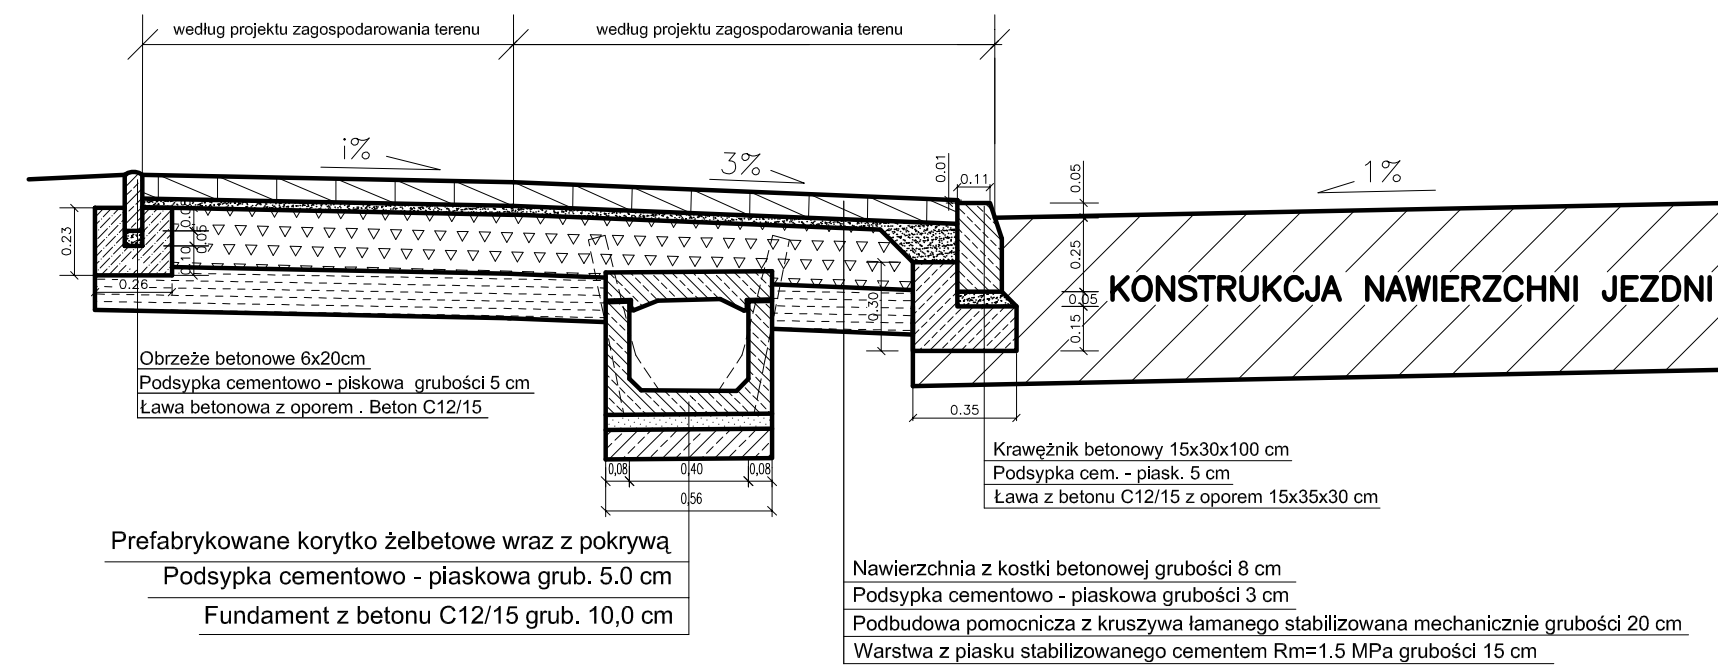 według projektu zagospodarowania terenu
według projektu zagospodarowania terenu
i%
3%
1%
0.01
0.11
0.05
0.23
0.05
0.10
0.26
0.30
0.25
0.05
0.15
0.35
KONSTRUKCJA NAWIERZCHNI JEZDNI
Obrzeże betonowe 6x20cm
Podsypka cementowo - piskowa grubości 5 cm
Ława betonowa z oporem . Beton C12/15
Krawężnik betonowy 15x30x100 cm
Podsypka cem. - piask. 5 cm
Ława z betonu C12/15 z oporem 15x35x30 cm
0,08
0.40
0,08
0,56
Prefabrykowane korytko żelbetowe wraz z pokrywą
Podsypka cementowo - piaskowa grub. 5.0 cm
Fundament z betonu C12/15 grub. 10,0 cm
Nawierzchnia z kostki betonowej grubości 8 cm
Podsypka cementowo - piaskowa grubości 3 cm
Podbudowa pomocnicza z kruszywa łamanego stabilizowana mechanicznie grubości 20 cm
Warstwa z piasku stabilizowanego cementem Rm=1.5 MPa grubości 15 cm